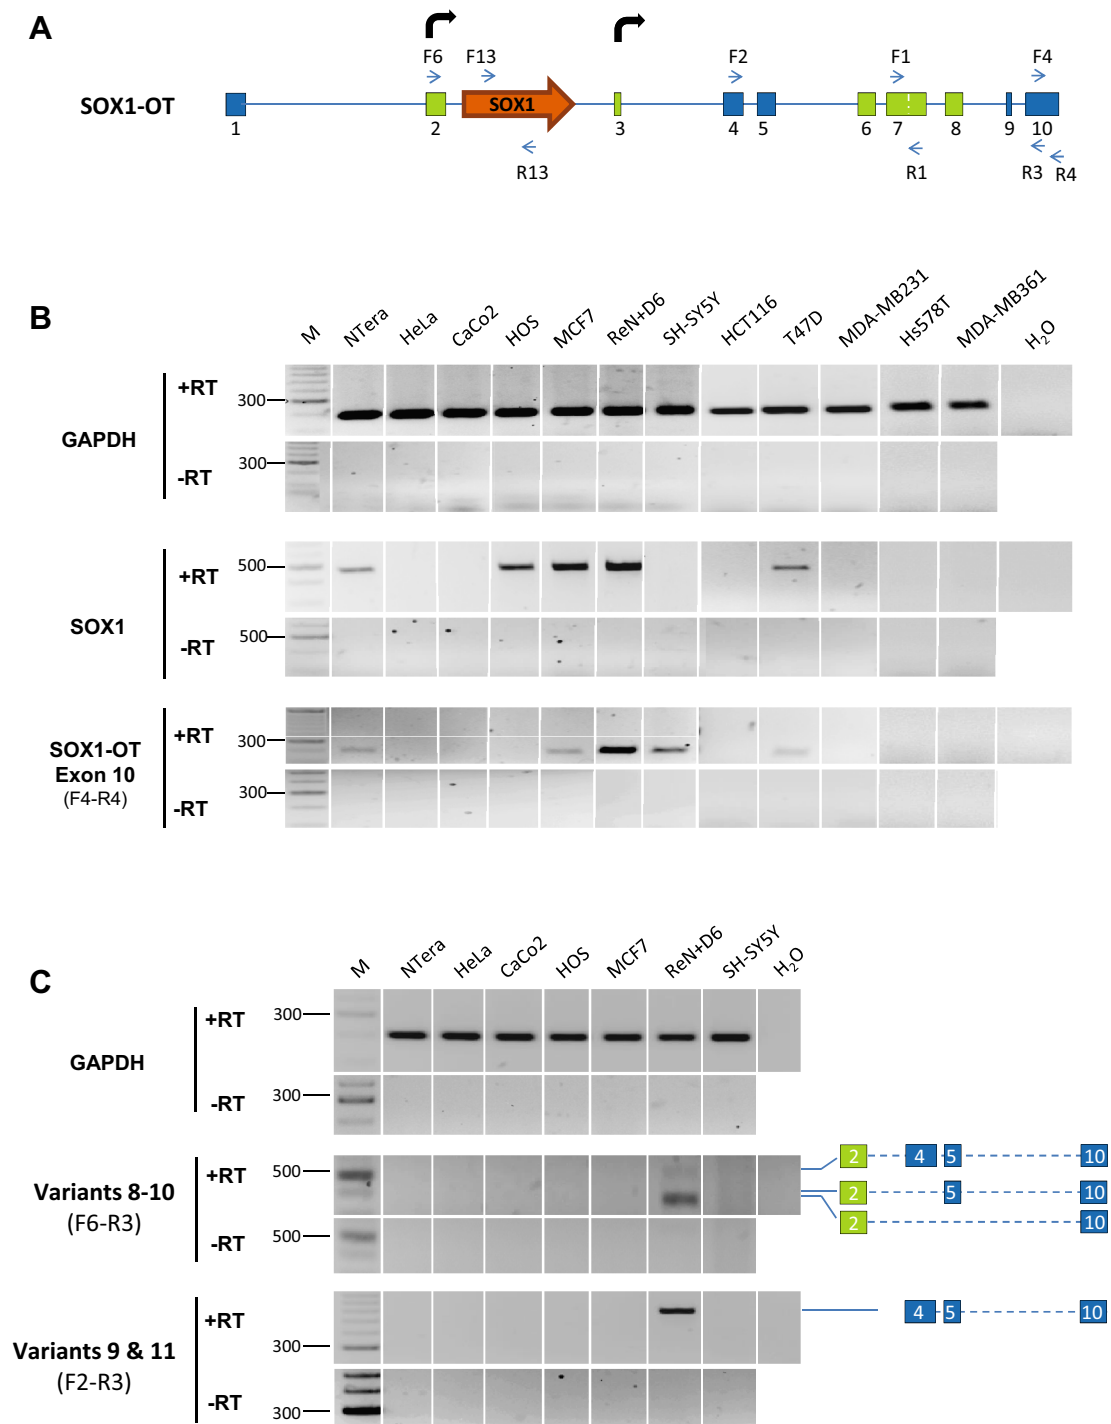 A
F6 F13 F2 F1 F4
SOX1-OT
SOX1
1 2 3 4 5 6 7 8 9 10
R13 R1 R3 R4
B
M NTera HeLa CaCo2 HOS MCF7 ReN+D6 SH-SY5Y HCT116 T47D MDA-MB231 Hs578T MDA-MB361 H₂O
GAPDH
+RT
300
-RT
300
SOX1
+RT
500
-RT
500
SOX1-OT
Exon 10
(F4-R4)
+RT
300
-RT
300
C
M NTera HeLa CaCo2 HOS MCF7 ReN+D6 SH-SY5Y H₂O
GAPDH
+RT
300
-RT
300
Variants 8-10
(F6-R3)
+RT
500
-RT
500
2 4 5 10
2 5 10
2 10
Variants 9 & 11
(F2-R3)
+RT
300
-RT
300
4 5 10